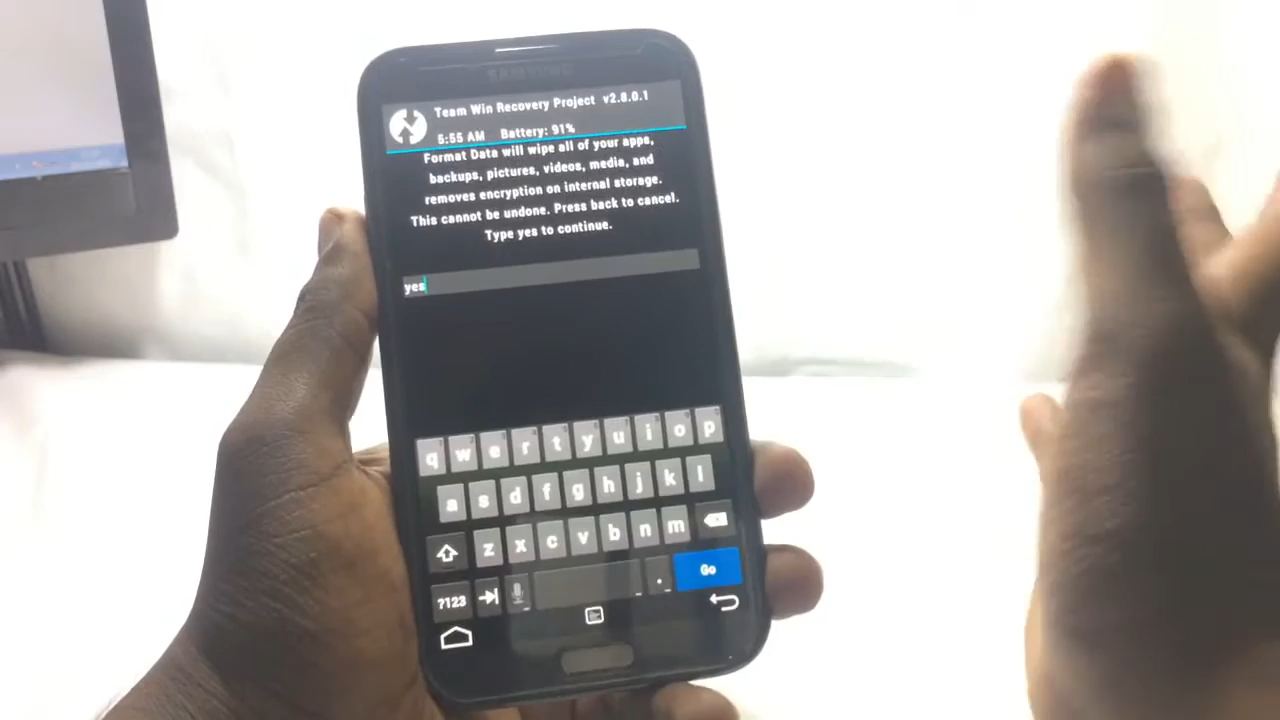 SAMSUNG
Team Win Recovery Project v2.8.0.1
5:55 AM Battery: 91%
Format Data will wipe all of your apps,
backups, pictures, videos, media, and
removes encryption on internal storage.
This cannot be undone. Press back to cancel.
Type yes to continue.
yes
q w e r t y u i o p
a s d f g h j k l
z x c v b n m
?123 . Go